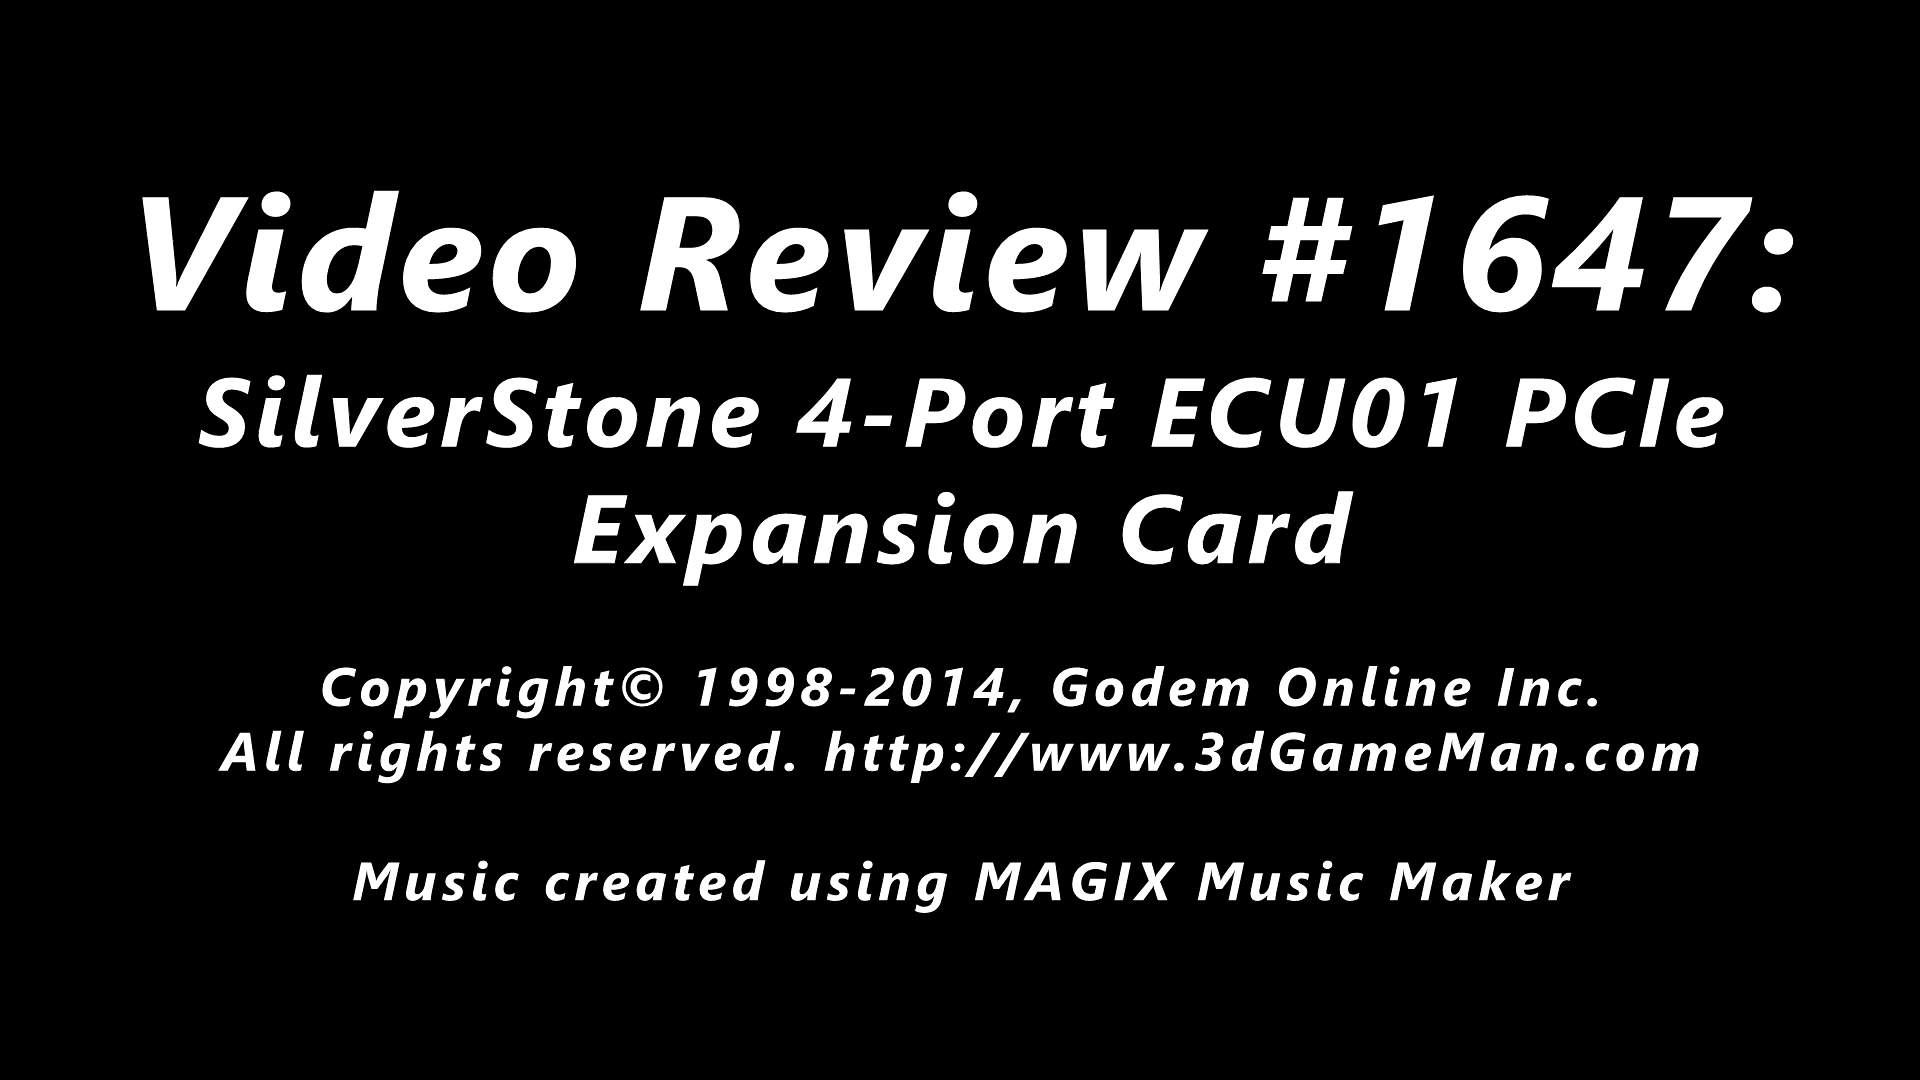 Video Review #1647:
SilverStone 4-Port ECU01 PCIe
Expansion Card
Copyright© 1998-2014, Godem Online Inc.
All rights reserved. http://www.3dGameMan.com
Music created using MAGIX Music Maker